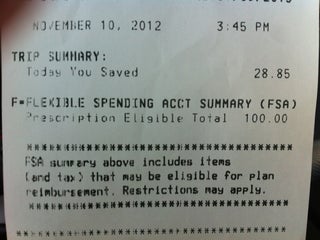 NOVEMBER 10, 2012 3:45 PM
TRIP SUMMARY:
Today You Saved 28.85
F=FLEXIBLE SPENDING ACCT SUMMARY (FSA)
Prescription Eligible Total 100.00
************************************
FSA summary above includes items
(and tax) that may be eligible for plan
reimbursement. Restrictions may apply.
************************************
************************************